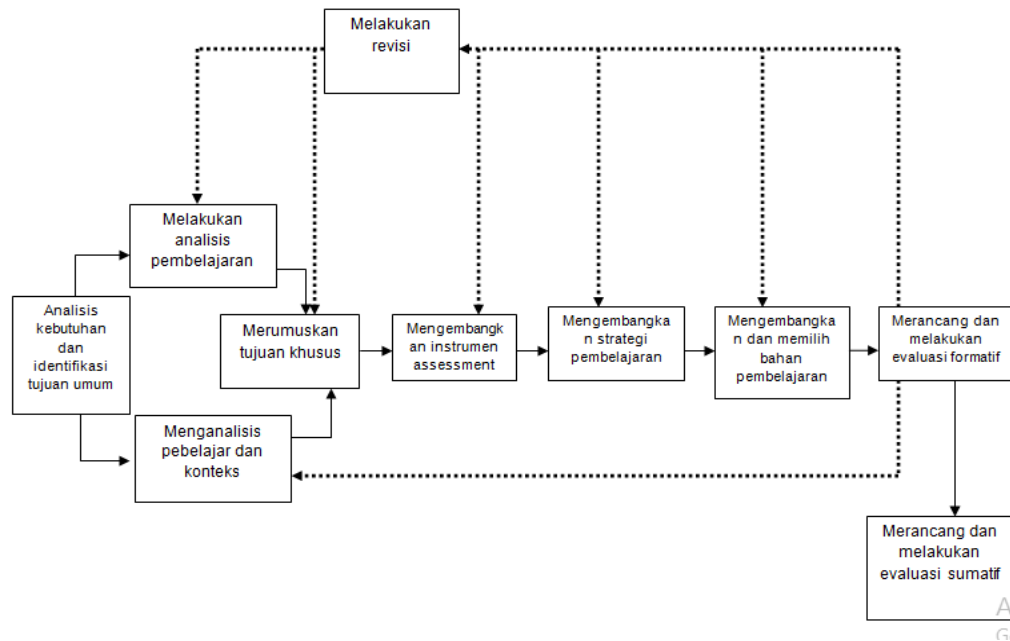 Melakukan
revisi
Melakukan
analisis
pembelajaran
Analisis
kebutuhan
dan
identifikasi
tujuan umum
Merumuskan
tujuan khusus
Mengembangk
an instrumen
assessment
Mengembangka
n strategi
pembelajaran
Mengembangka
n dan memilih
bahan
pembelajaran
Merancang dan
melakukan
evaluasi formatif
Menganalisis
pebelajar dan
konteks
Merancang dan
melakukan
evaluasi sumatif
A
G